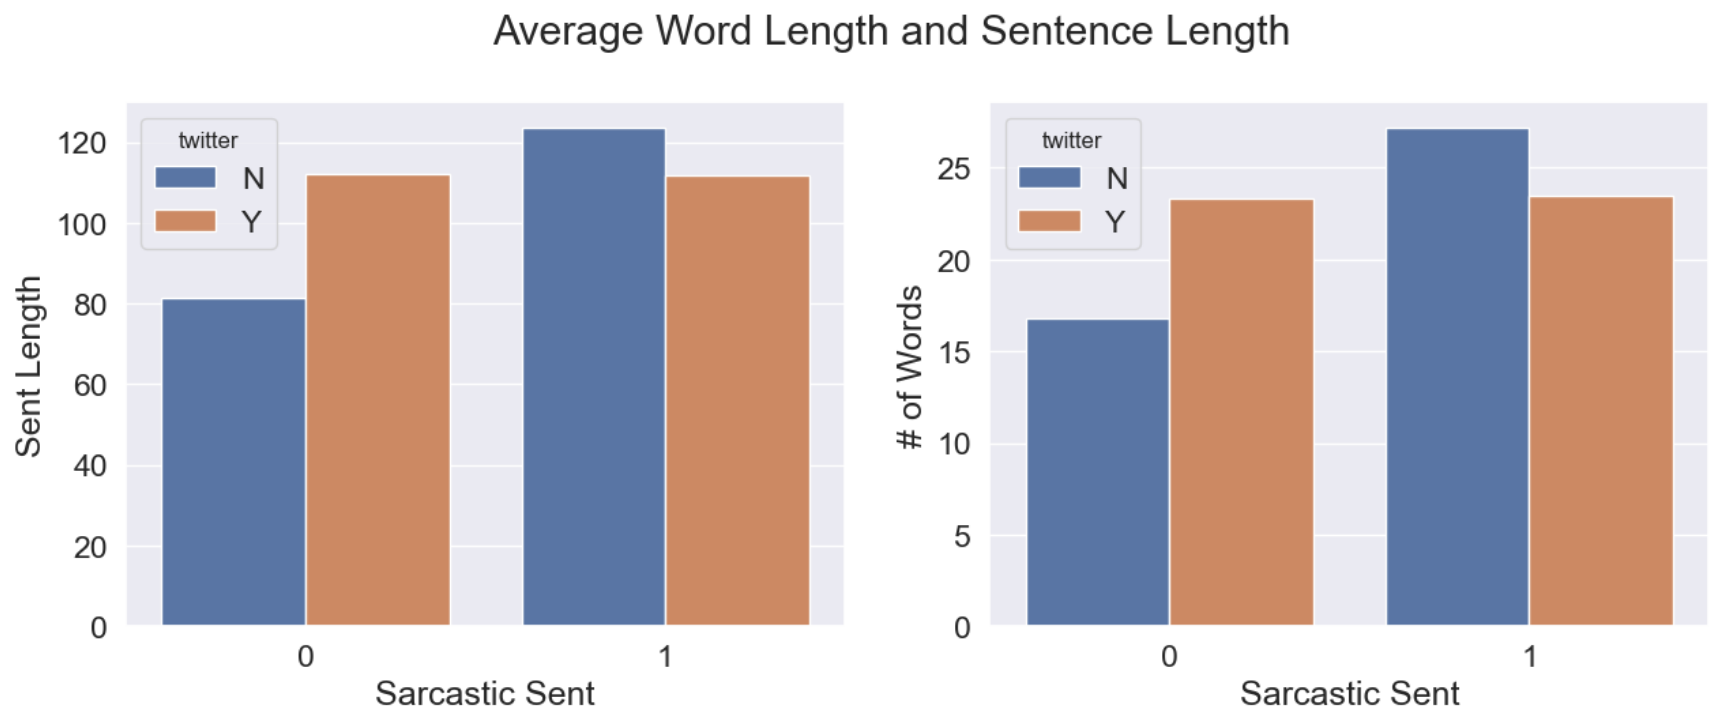 Average Word Length and Sentence Length
Sent Length
120
100
80
60
40
20
0
twitter
N
Y
0
1
Sarcastic Sent
# of Words
25
20
15
10
5
0
twitter
N
Y
0
1
Sarcastic Sent